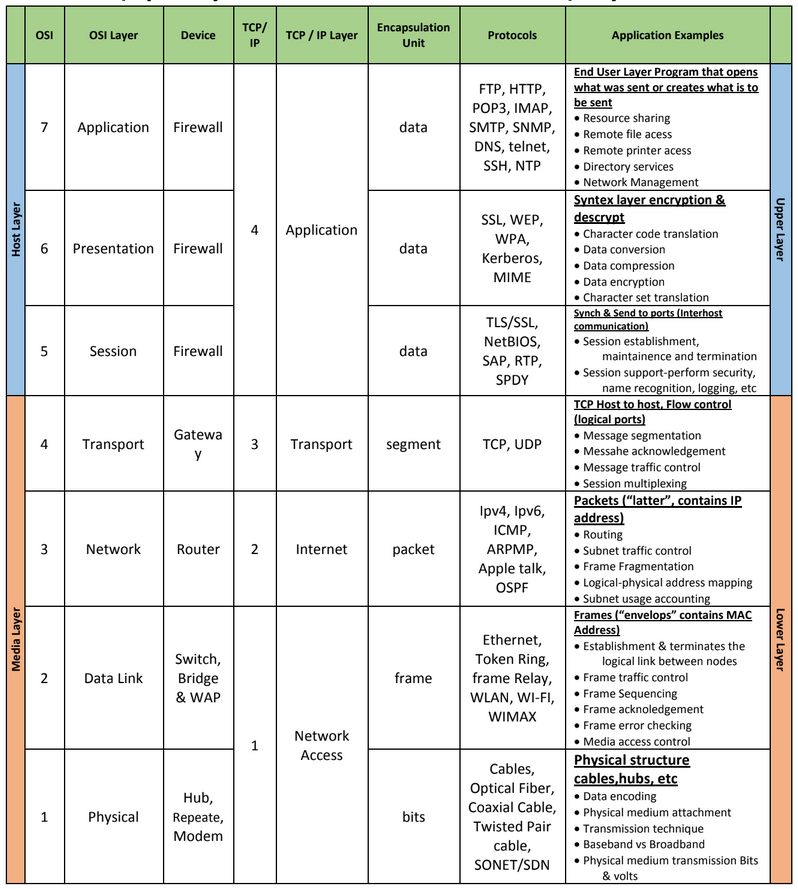 OSI
OSI Layer
Device
TCP/
IP
TCP / IP Layer
Encapsulation
Unit
Protocols
Application Examples
Host Layer
Upper Layer
7
Application
Firewall
4
Application
data
FTP, HTTP,
POP3, IMAP,
SMTP, SNMP,
DNS, telnet,
SSH, NTP
End User Layer Program that opens
what was sent or creates what is to
be sent
• Resource sharing
• Remote file acess
• Remote printer acess
• Directory services
• Network Management
6
Presentation
Firewall
data
SSL, WEP,
WPA,
Kerberos,
MIME
Syntex layer encryption &
descrypt
• Character code translation
• Data conversion
• Data compression
• Data encryption
• Character set translation
5
Session
Firewall
data
TLS/SSL,
NetBIOS,
SAP, RTP,
SPDY
Synch & Send to ports (Interhost
communication)
• Session establishment,
maintainence and termination
• Session support-perform security,
name recognition, logging, etc
Media Layer
Lower Layer
4
Transport
Gatewa
y
3
Transport
segment
TCP, UDP
TCP Host to host, Flow control
(logical ports)
• Message segmentation
• Messahe acknowledgement
• Message traffic control
• Session multiplexing
3
Network
Router
2
Internet
packet
Ipv4, Ipv6,
ICMP,
ARPMP,
Apple talk,
OSPF
Packets (“latter”, contains IP
address)
• Routing
• Subnet traffic control
• Frame Fragmentation
• Logical-physical address mapping
• Subnet usage accounting
2
Data Link
Switch,
Bridge
& WAP
1
Network
Access
frame
Ethernet,
Token Ring,
frame Relay,
WLAN, WI-FI,
WIMAX
Frames (“envelops” contains MAC
Address)
• Establishment & terminates the
logical link between nodes
• Frame traffic control
• Frame Sequencing
• Frame acknoledgement
• Frame error checking
• Media access control
1
Physical
Hub,
Repeate,
Modem
bits
Cables,
Optical Fiber,
Coaxial Cable,
Twisted Pair
cable,
SONET/SDN
Physical structure
cables,hubs, etc
• Data encoding
• Physical medium attachment
• Transmission technique
• Baseband vs Broadband
• Physical medium transmission Bits
& volts